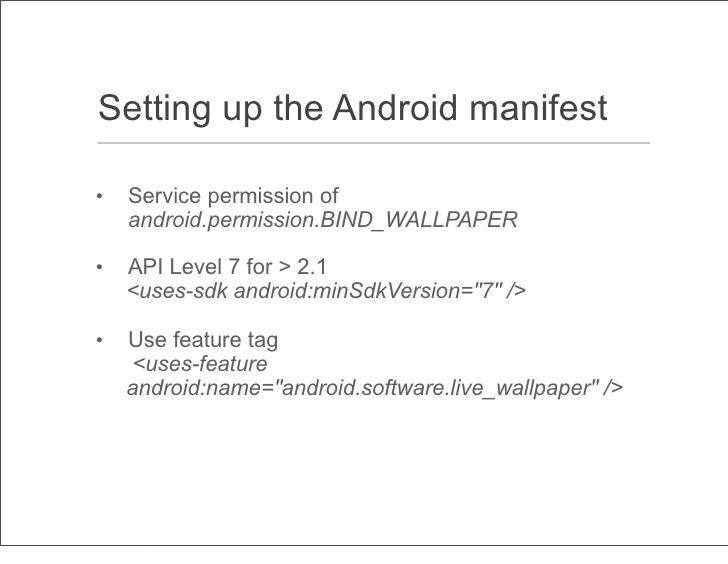 Setting up the Android manifest
• Service permission of
android.permission.BIND_WALLPAPER
• API Level 7 for > 2.1
<uses-sdk android:minSdkVersion="7" />
• Use feature tag
<uses-feature
android:name="android.software.live_wallpaper" />